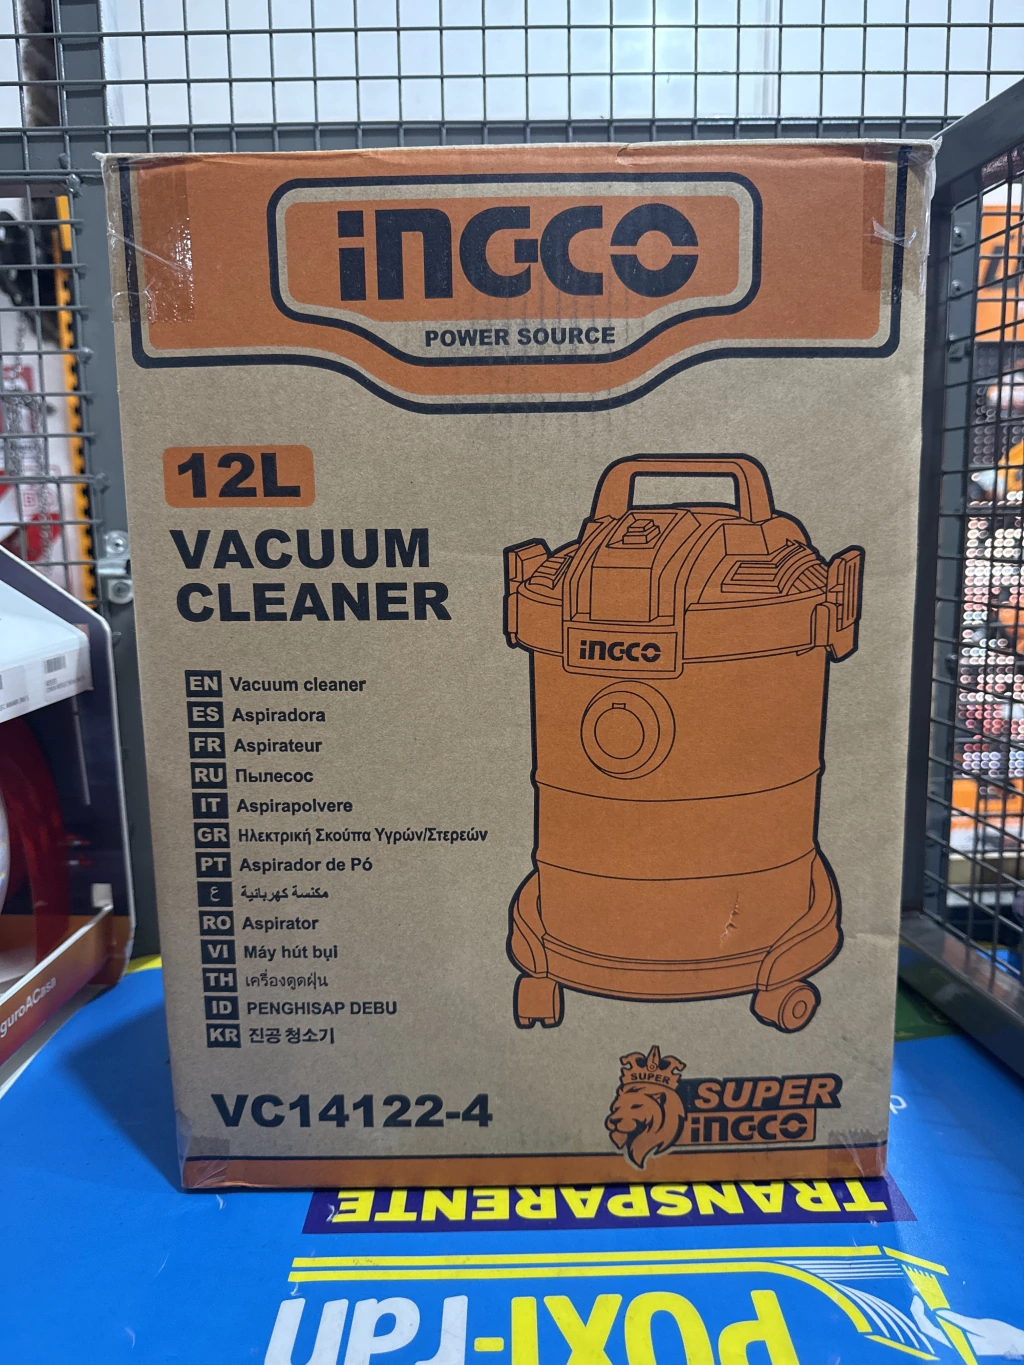 INGCO
POWER SOURCE
12L
VACUUM
CLEANER
INGCO
EN Vacuum cleaner
ES Aspiradora
FR Aspirateur
RU Пылесос
IT Aspirapolvere
GR Ηλεκτρική Σκούπα Υγρών/Στερεών
PT Aspirador de Pó
ع مكنسة كهربائية
RO Aspirator
VI Máy hút bụi
TH เครื่องดูดฝุ่น
ID PENGHISAP DEBU
KR 진공 청소기
VC14122-4
SUPER
SUPER
INGCO
guroACasa
TRANSPARENTE
POXI-ran